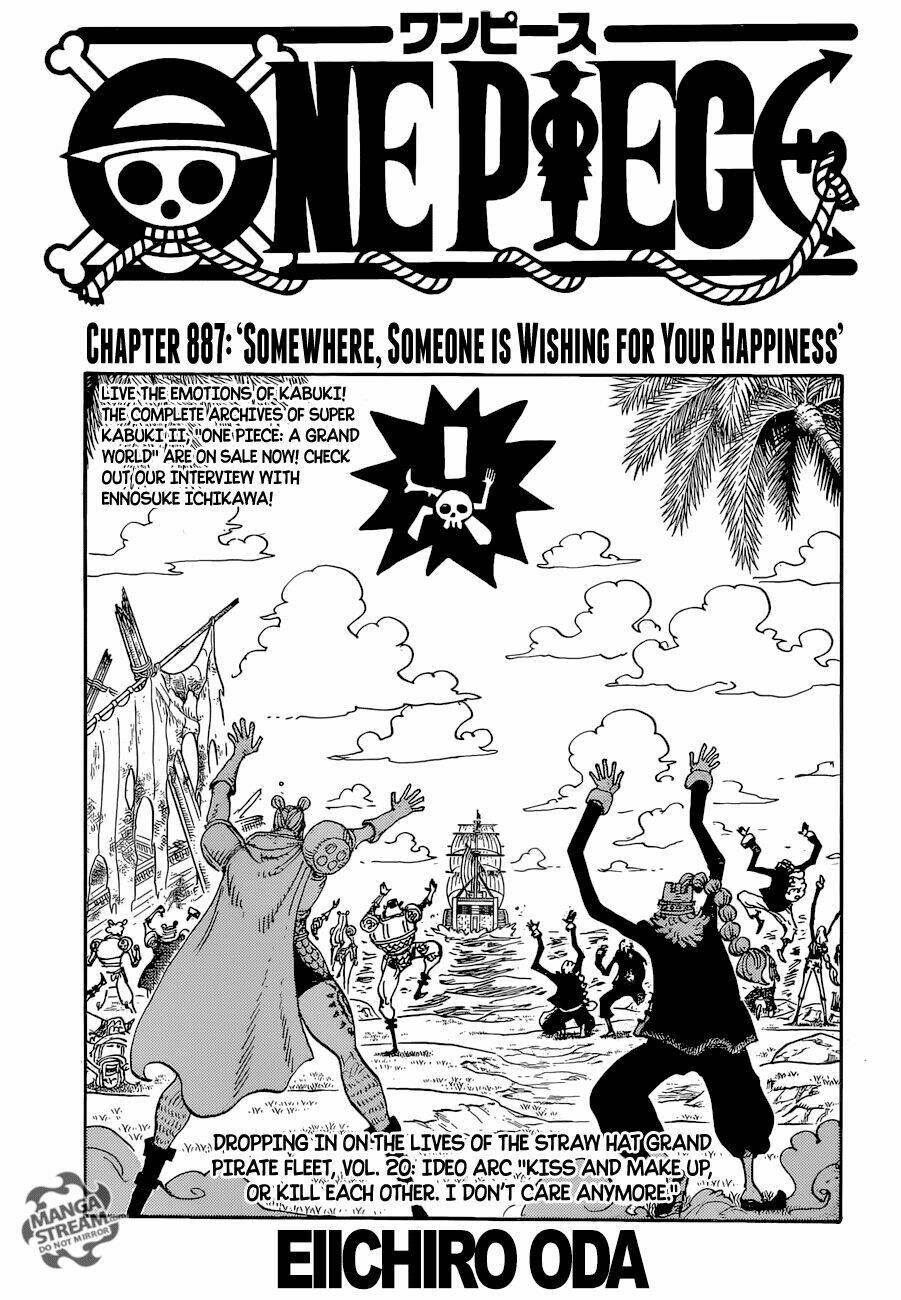 ワンピース
ONE PIECE
CHAPTER 887: ‘SOMEWHERE, SOMEONE IS WISHING FOR YOUR HAPPINESS’
LIVE THE EMOTIONS OF KABUKI!
THE COMPLETE ARCHIVES OF SUPER
KABUKI II, "ONE PIECE: A GRAND
WORLD" ARE ON SALE NOW! CHECK
OUT OUR INTERVIEW WITH
ENNOSUKE ICHIKAWA!
!
DROPPING IN ON THE LIVES OF THE STRAW HAT GRAND
PIRATE FLEET, VOL. 20: IDEO ARC "KISS AND MAKE UP,
OR KILL EACH OTHER. I DON'T CARE ANYMORE."
MANGA
STREAM.COM
DO NOT MIRROR
EIICHIRO ODA